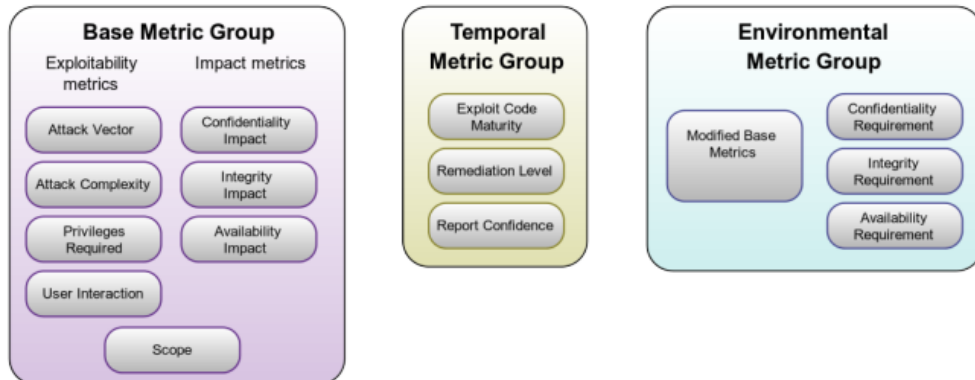 Base Metric Group
Exploitability
metrics
Impact metrics
Attack Vector
Confidentiality
Impact
Attack Complexity
Integrity
Impact
Privileges
Required
Availability
Impact
User Interaction
Scope
Temporal
Metric Group
Exploit Code
Maturity
Remediation Level
Report Confidence
Environmental
Metric Group
Modified Base
Metrics
Confidentiality
Requirement
Integrity
Requirement
Availability
Requirement